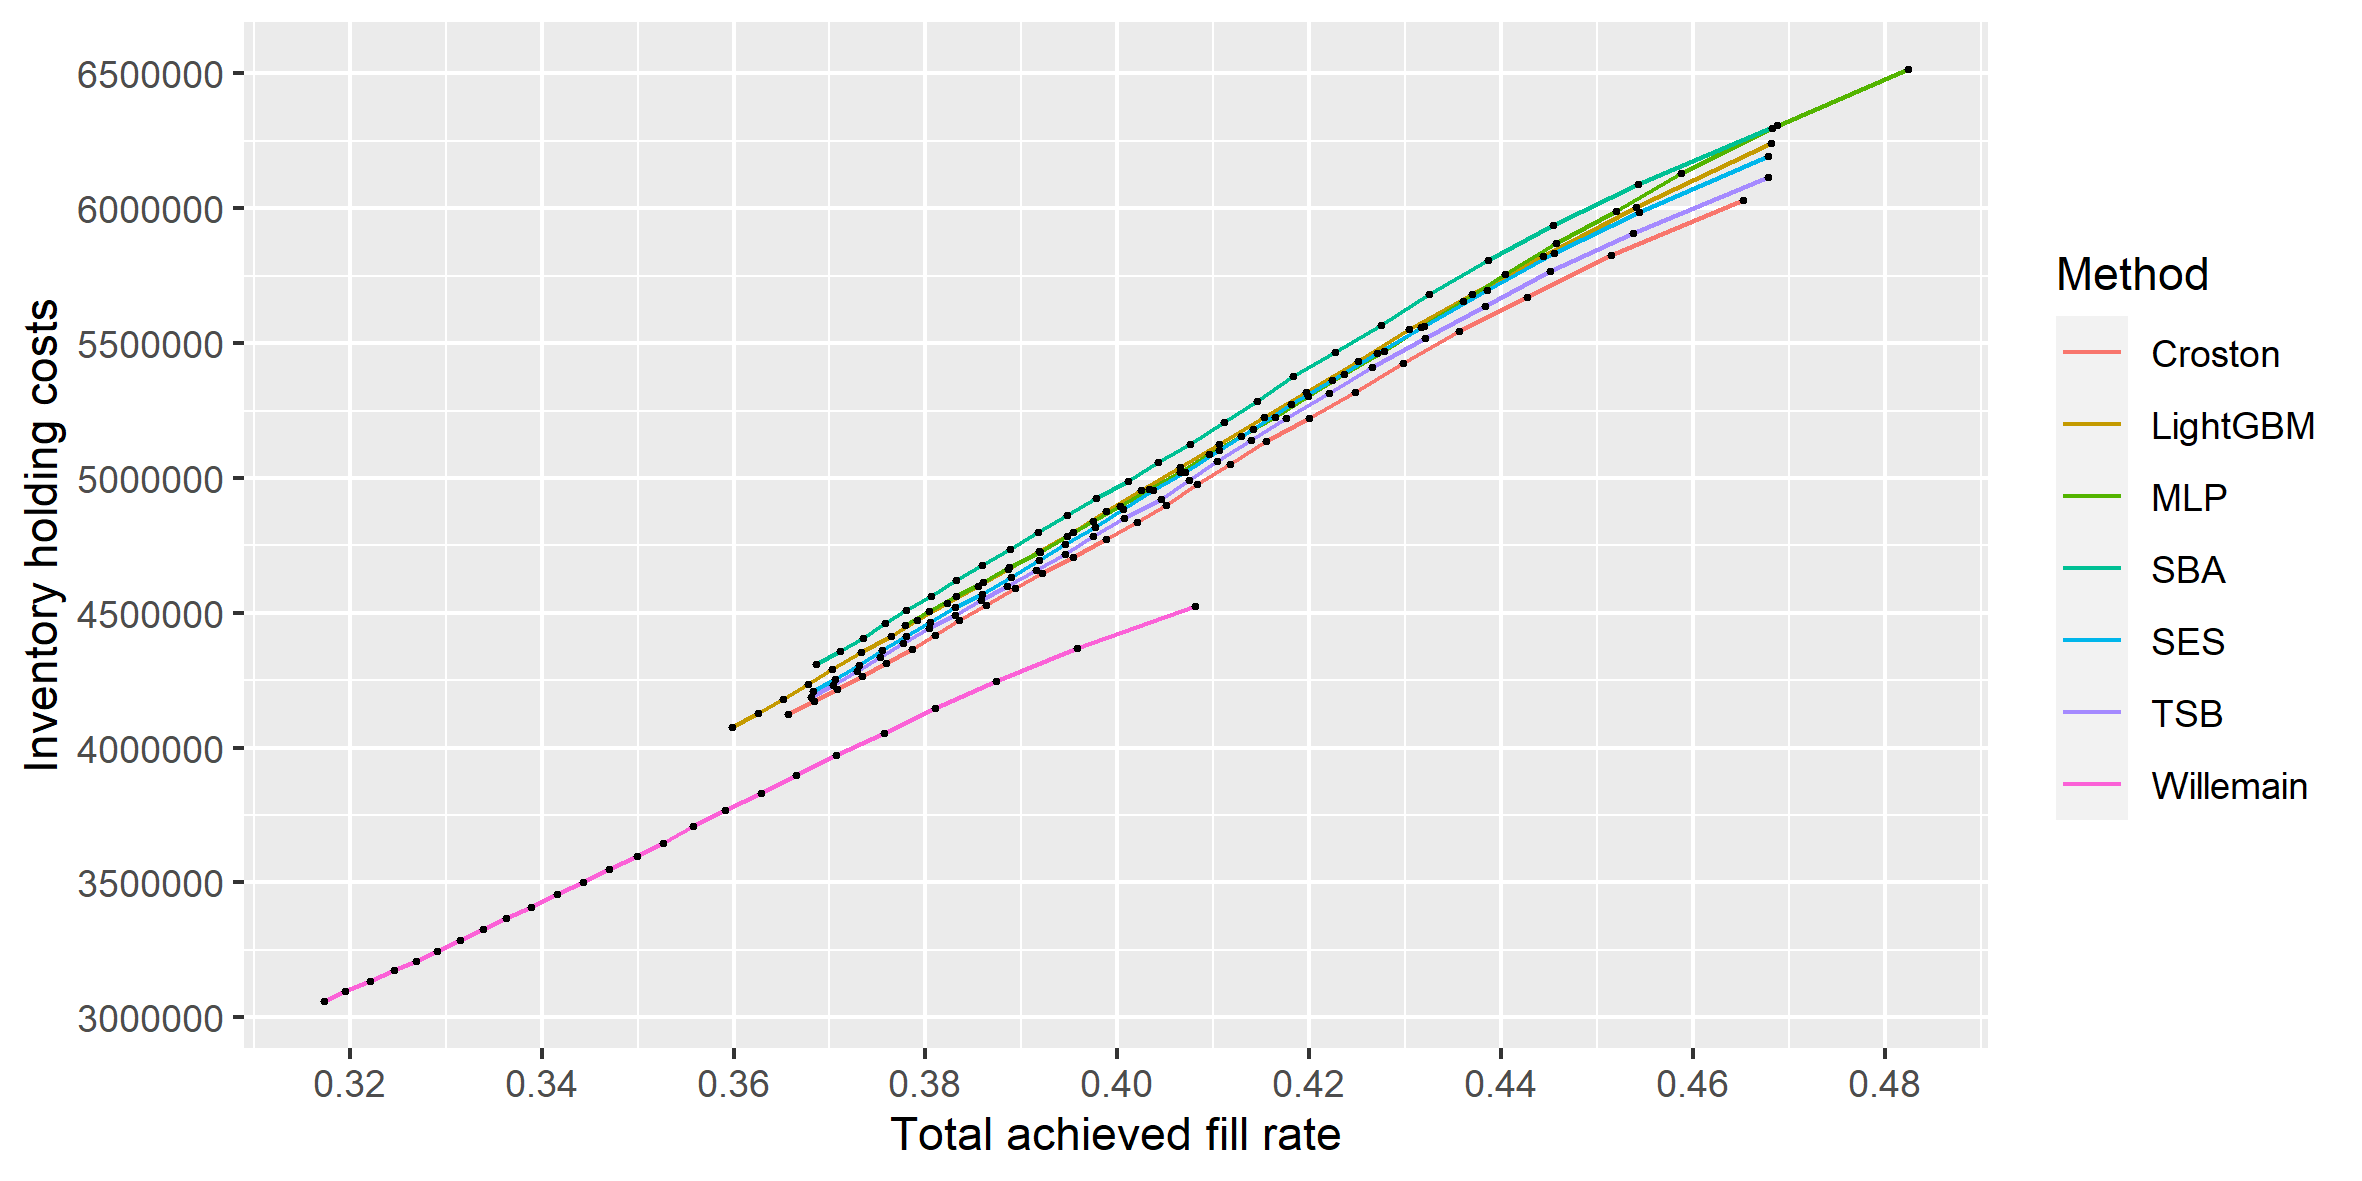 6500000
6000000
5500000
5000000
4500000
4000000
3500000
3000000
Inventory holding costs
0.32 0.34 0.36 0.38 0.40 0.42 0.44 0.46 0.48
Total achieved fill rate
Method
Croston
LightGBM
MLP
SBA
SES
TSB
Willemain